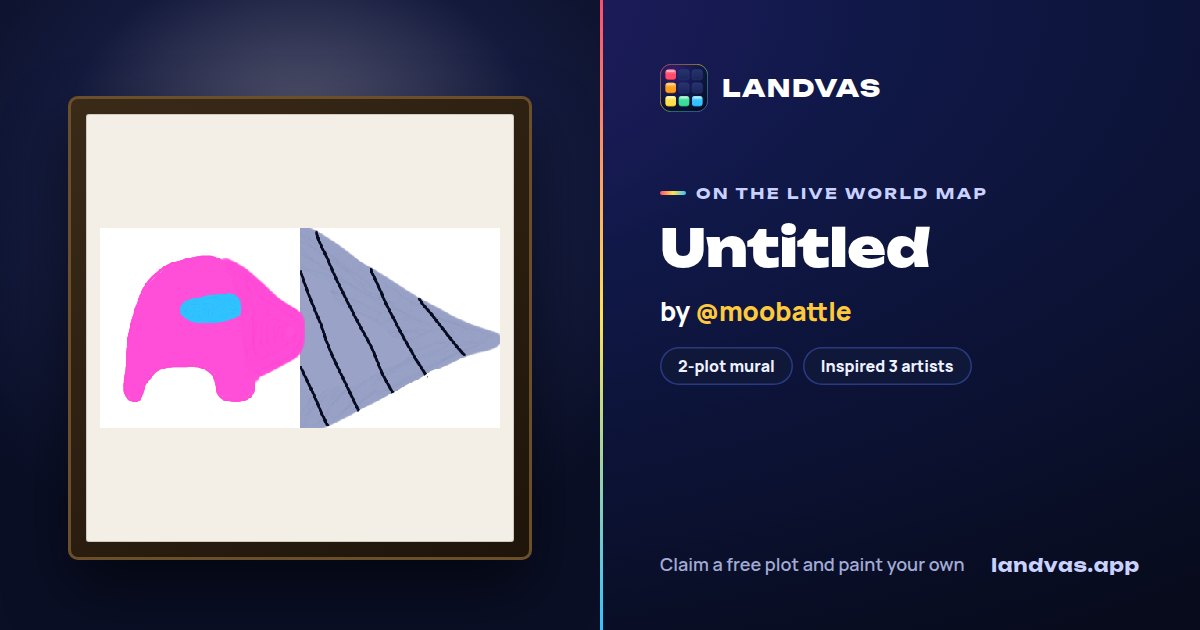 LANDVAS
ON THE LIVE WORLD MAP
Untitled
by @moobattle
2-plot mural
Inspired 3 artists
Claim a free plot and paint your own
landvas.app